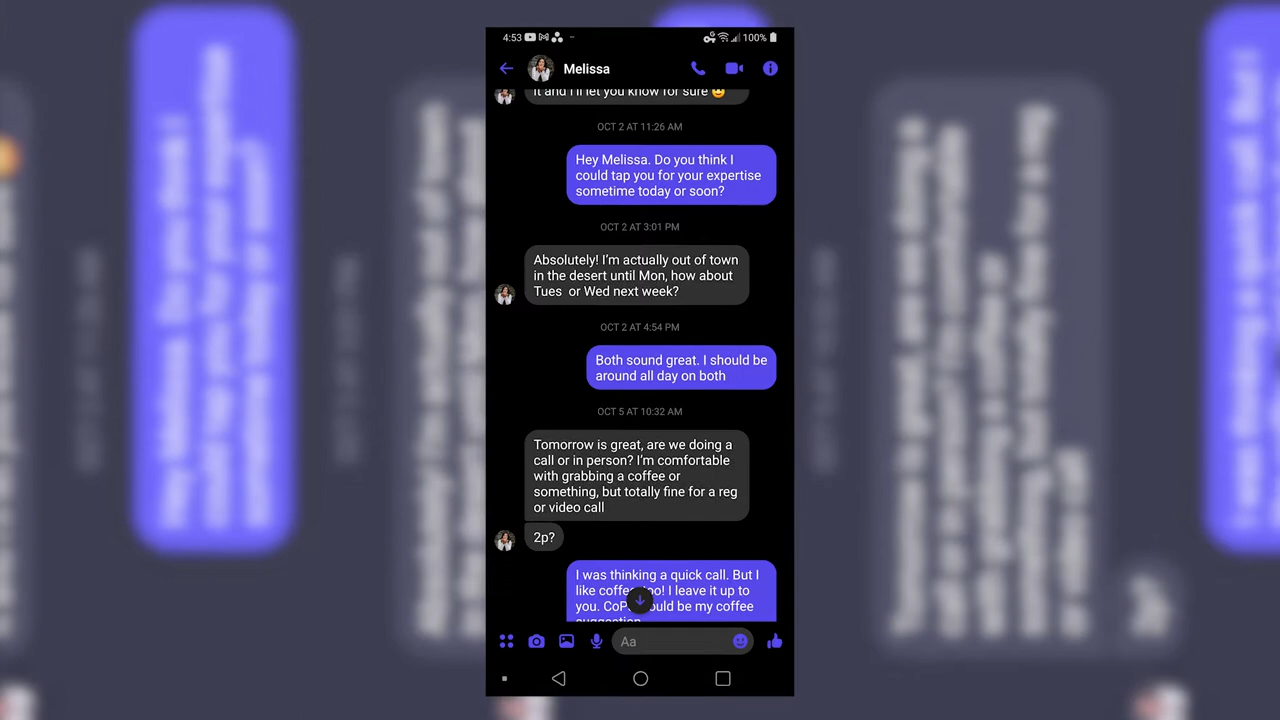 4:53
100%
Melissa
it and I'll let you know for sure
OCT 2 AT 11:26 AM
Hey Melissa. Do you think I
could tap you for your expertise
sometime today or soon?
OCT 2 AT 3:01 PM
Absolutely! I'm actually out of town
in the desert until Mon, how about
Tues or Wed next week?
OCT 2 AT 4:54 PM
Both sound great. I should be
around all day on both
OCT 5 AT 10:32 AM
Tomorrow is great, are we doing a
call or in person? I'm comfortable
with grabbing a coffee or
something, but totally fine for a reg
or video call
2p?
I was thinking a quick call. But I
like coffee too! I leave it up to
you. could be my coffee
suggestion
Aa